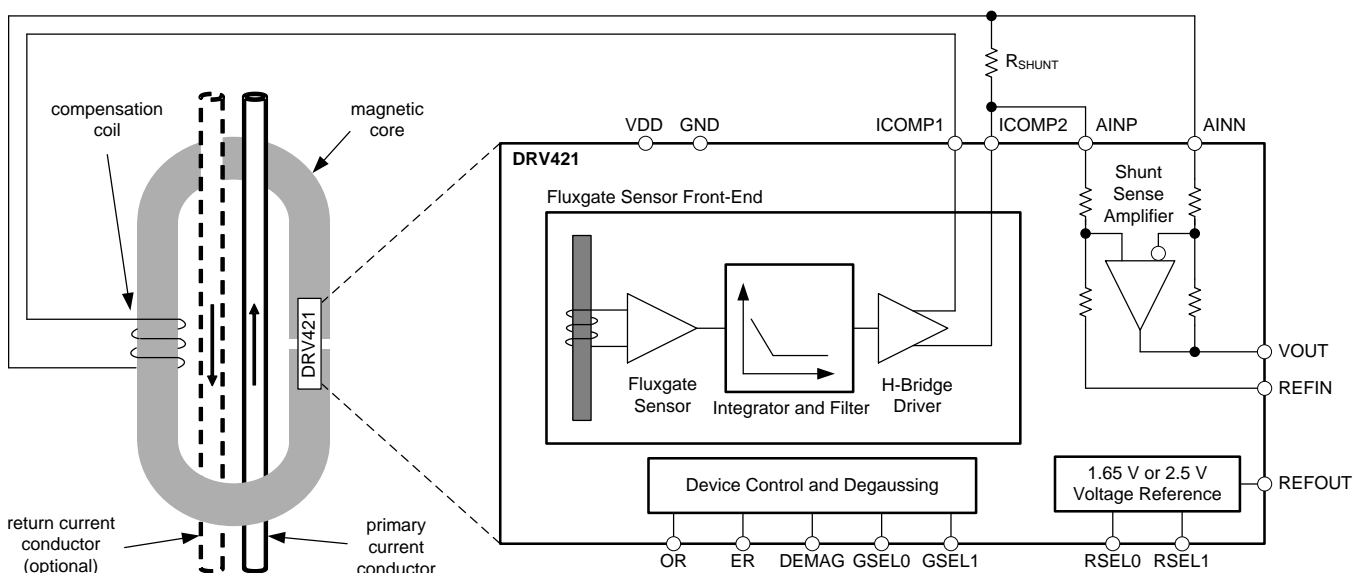 R_SHUNT
compensation
coil
magnetic
core
VDD
GND
ICOMP1
ICOMP2
AINP
AINN
DRV421
Shunt
Sense
Amplifier
Fluxgate Sensor Front-End
DRV421
Fluxgate
Sensor
Integrator and Filter
H-Bridge
Driver
VOUT
REFIN
Device Control and Degaussing
1.65 V or 2.5 V
Voltage Reference
REFOUT
return current
conductor
(optional)
primary
current
conductor
OR
ER
DEMAG
GSEL0
GSEL1
RSEL0
RSEL1